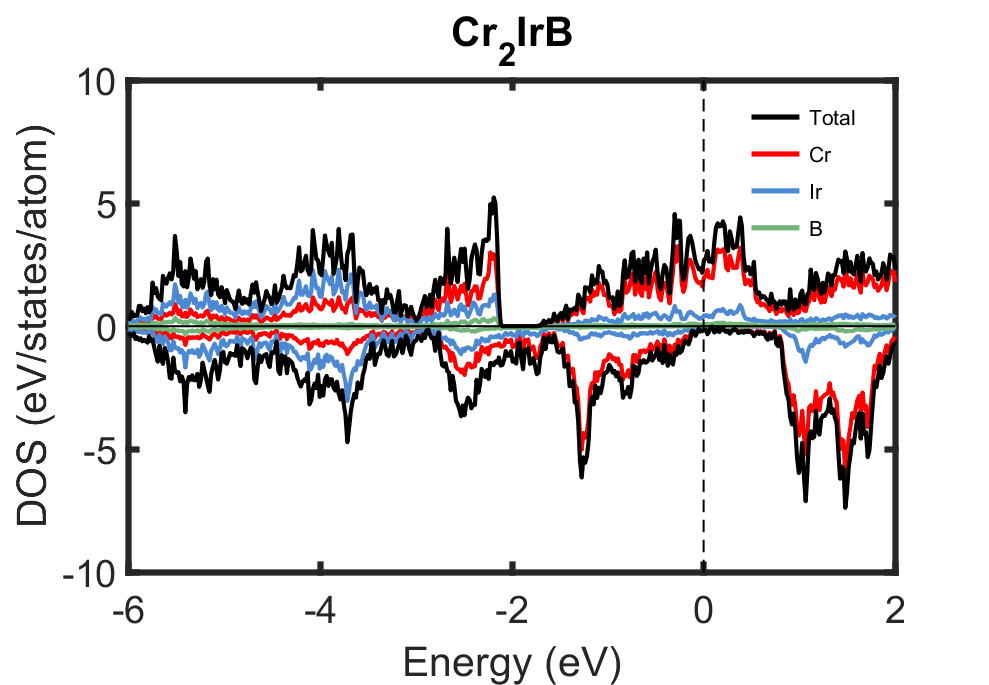 Cr2IrB
10
5
0
-5
-10
DOS (eV/states/atom)
Total
Cr
Ir
B
-6
-4
-2
0
2
Energy (eV)